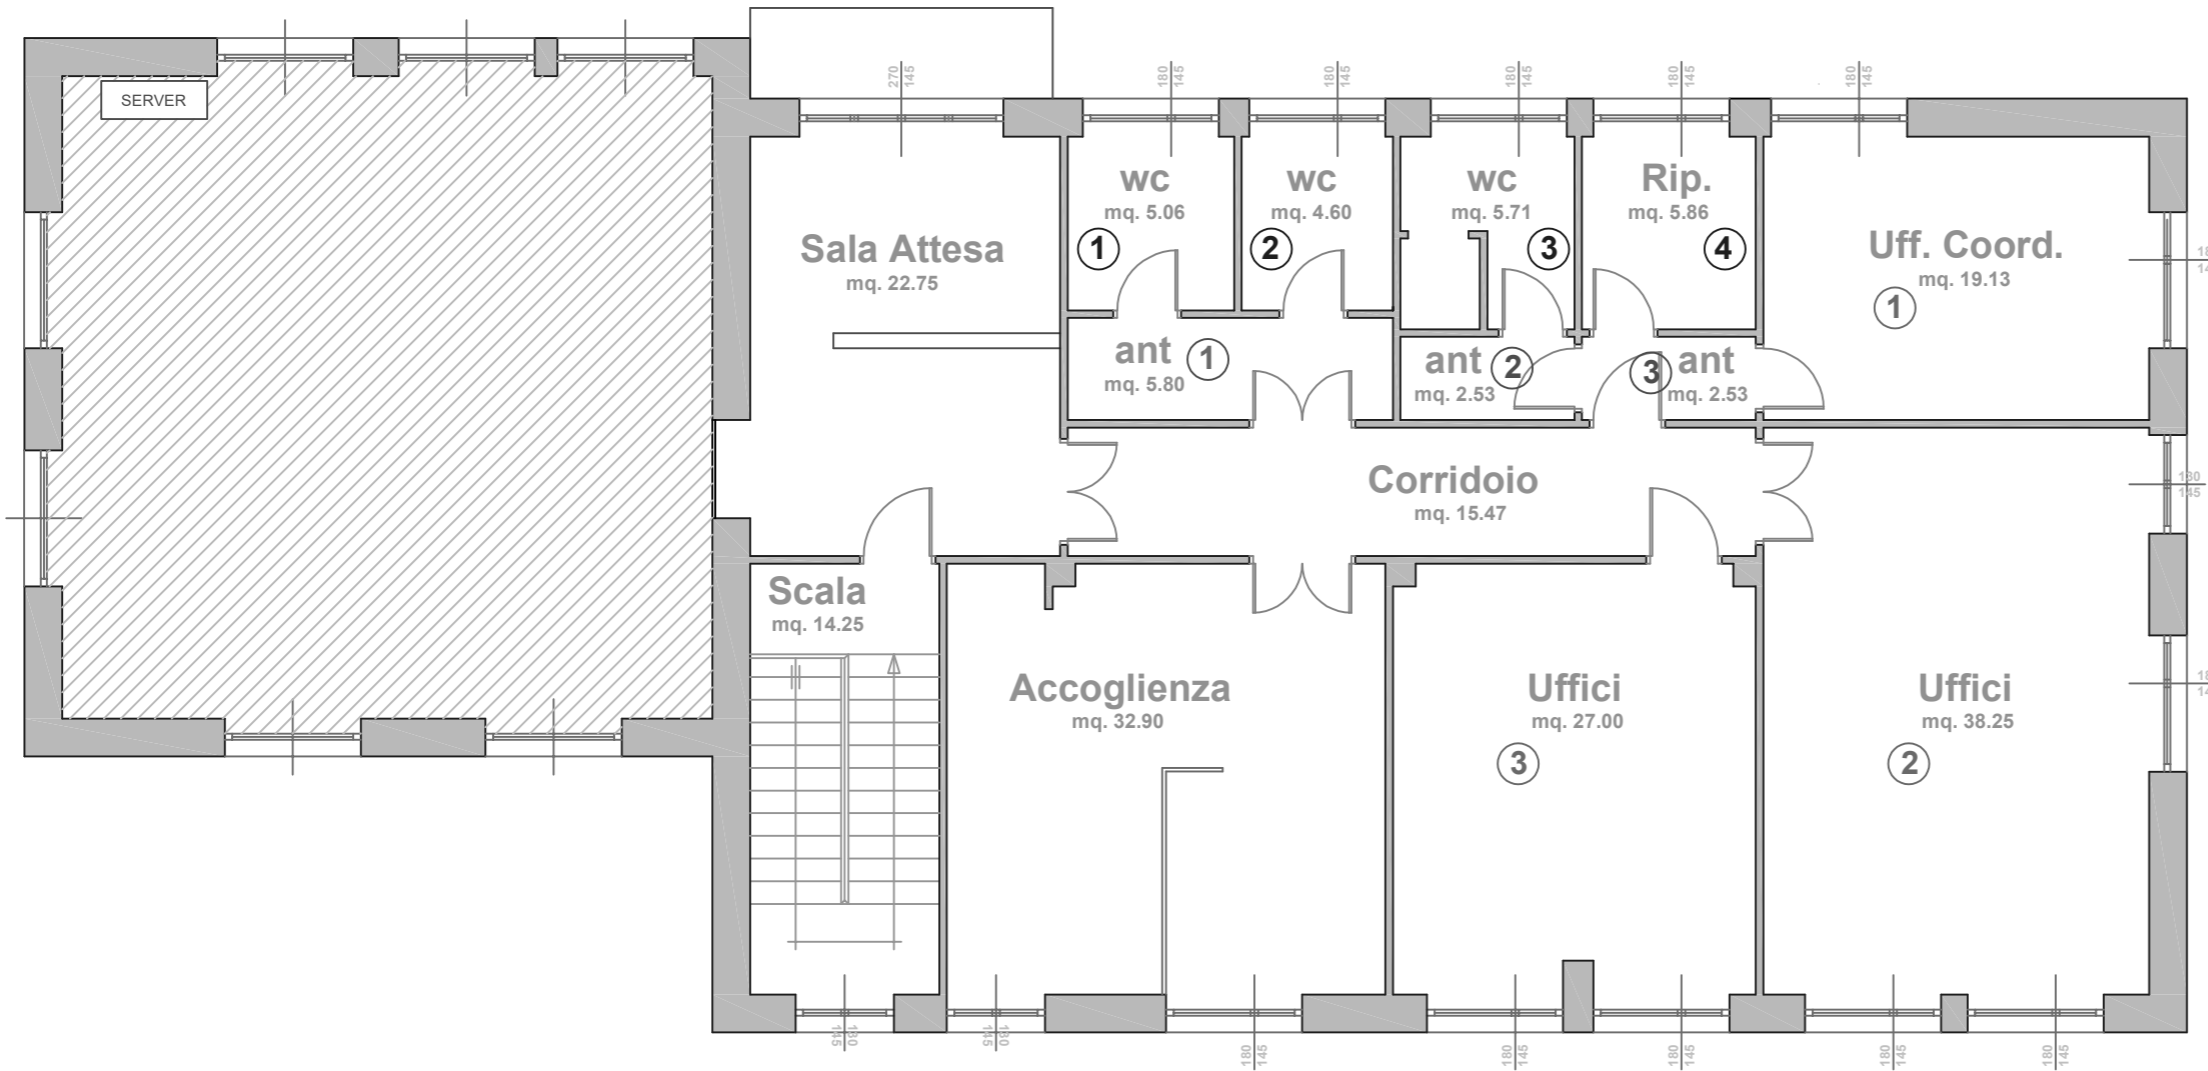 270
145
180
145
180
145
180
145
180
145
180
145
SERVER
wc
mq. 5.06
1
wc
mq. 4.60
2
wc
mq. 5.71
3
Rip.
mq. 5.86
4
Sala Attesa
mq. 22.75
Uff. Coord.
mq. 19.13
1
ant 1
mq. 5.80
ant 2
mq. 2.53
3 ant
mq. 2.53
Corridoio
mq. 15.47
145
Scala
mq. 14.25
Accoglienza
mq. 32.90
Uffici
mq. 27.00
3
Uffici
mq. 38.25
2
145
145
180
145
180
145
180
145
180
145
180
145